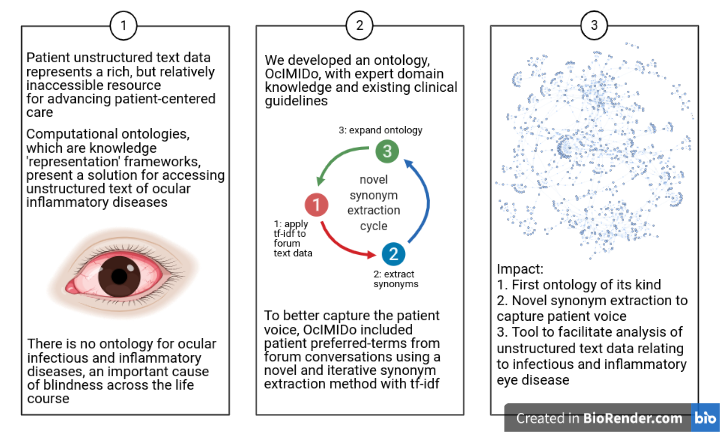 1
Patient unstructured text data
represents a rich, but relatively
inaccessible resource
for advancing patient-centered
care
Computational ontologies,
which are knowledge
'representation' frameworks,
present a solution for accessing
unstructured text of ocular
inflammatory diseases
There is no ontology for ocular
infectious and inflammatory
diseases, an important cause
of blindness across the life
course
2
We developed an ontology,
OcIMIDo, with expert domain
knowledge and existing clinical
guidelines
3: expand ontology
3
novel
synonym
extraction
cycle
1
1: apply
tf-idf to
forum
text data
2
2: extract
synonyms
To better capture the patient
voice, OcIMIDo included
patient preferred-terms from
forum conversations using a
novel and iterative synonym
extraction method with tf-idf
3
Impact:
1. First ontology of its kind
2. Novel synonym extraction to
capture patient voice
3. Tool to facilitate analysis of
unstructured text data relating
to infectious and inflammatory
eye disease
Created in BioRender.com bio